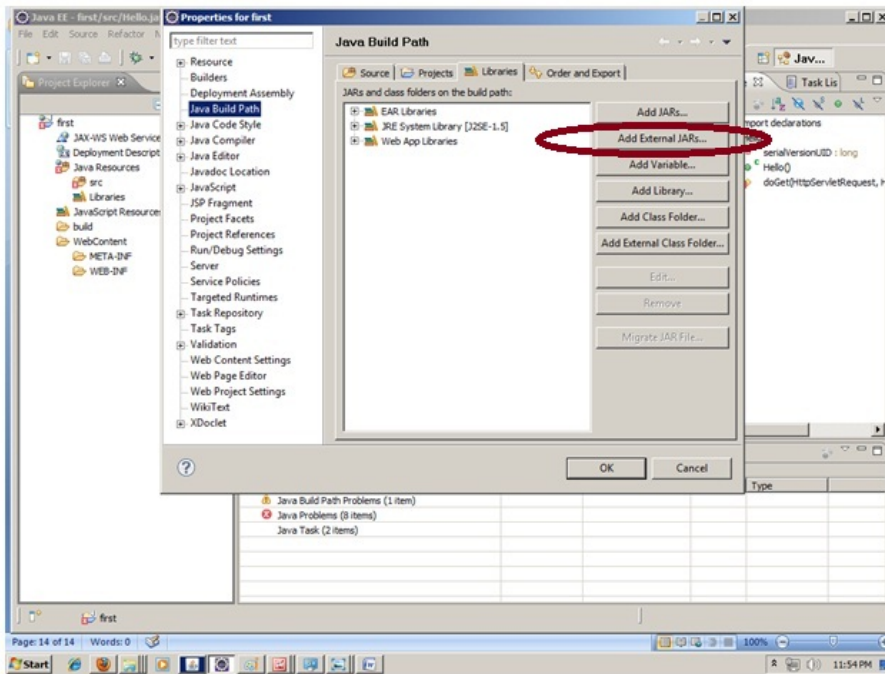 Java EE - first/src/Hello.ja
File Edit Source Refactor
Project Explorer
first
JAX-WS Web Service
Deployment Descript
Java Resources
src
Libraries
JavaScript Resource
build
WebContent
META-INF
WEB-INF
Properties for first
type filter text
Resource
Builders
Deployment Assembly
Java Build Path
Java Code Style
Java Compiler
Java Editor
Javadoc Location
JavaScript
JSP Fragment
Project Facets
Project References
Run/Debug Settings
Server
Service Policies
Targeted Runtimes
Task Repository
Task Tags
Validation
Web Content Settings
Web Page Editor
Web Project Settings
WikiText
XDoclet
Java Build Path
Source Projects Libraries Order and Export
JARs and class folders on the build path:
EAR Libraries
JRE System Library [J2SE-1.5]
Web App Libraries
Add JARs...
Add External JARs...
Add Variable...
Add Library...
Add Class Folder...
Add External Class Folder...
Edit...
Remove
Migrate JAR File...
OK Cancel
Jav...
Task Lis
mport declarations
serialVersionUID : long
Hello()
doGet(HttpServletRequest, H
Type
Java Build Path Problems (1 item)
Java Problems (8 items)
Java Task (2 items)
first
Page: 14 of 14 Words: 0 100%
Start 11:54 PM